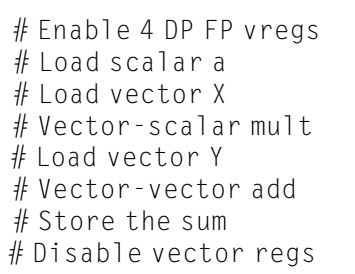 # Enable 4 DP FP vregs
# Load scalar a
# Load vector X
# Vector-scalar mult
# Load vector Y
# Vector-vector add
# Store the sum
# Disable vector regs